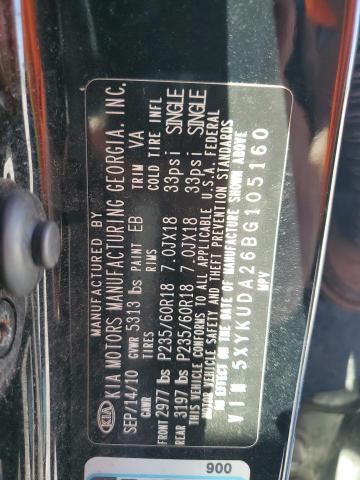 MANUFACTURED BY
KIA KIA MOTORS MANUFACTURING GEORGIA. INC.
SEP/14/10 GVWR 5313 lbs PAINT EB TRIM VA
GAWR TIRES RIMS COLD TIRE INFL
FRONT 2977 lbs P235/60R18 7.0JX18 33psi SINGLE
REAR 3197 lbs P235/60R18 7.0JX18 33psi SINGLE
THIS VEHICLE CONFORMS TO ALL APPLICABLE U.S.A FEDERAL
MOTOR VEHICLE SAFETY AND THEFT PREVENTION STANDARDS
IN EFFECT ON THE DATE OF MANUFACTURE SHOWN ABOVE
VIN 5XYKUDA26BG105160
MPV
900